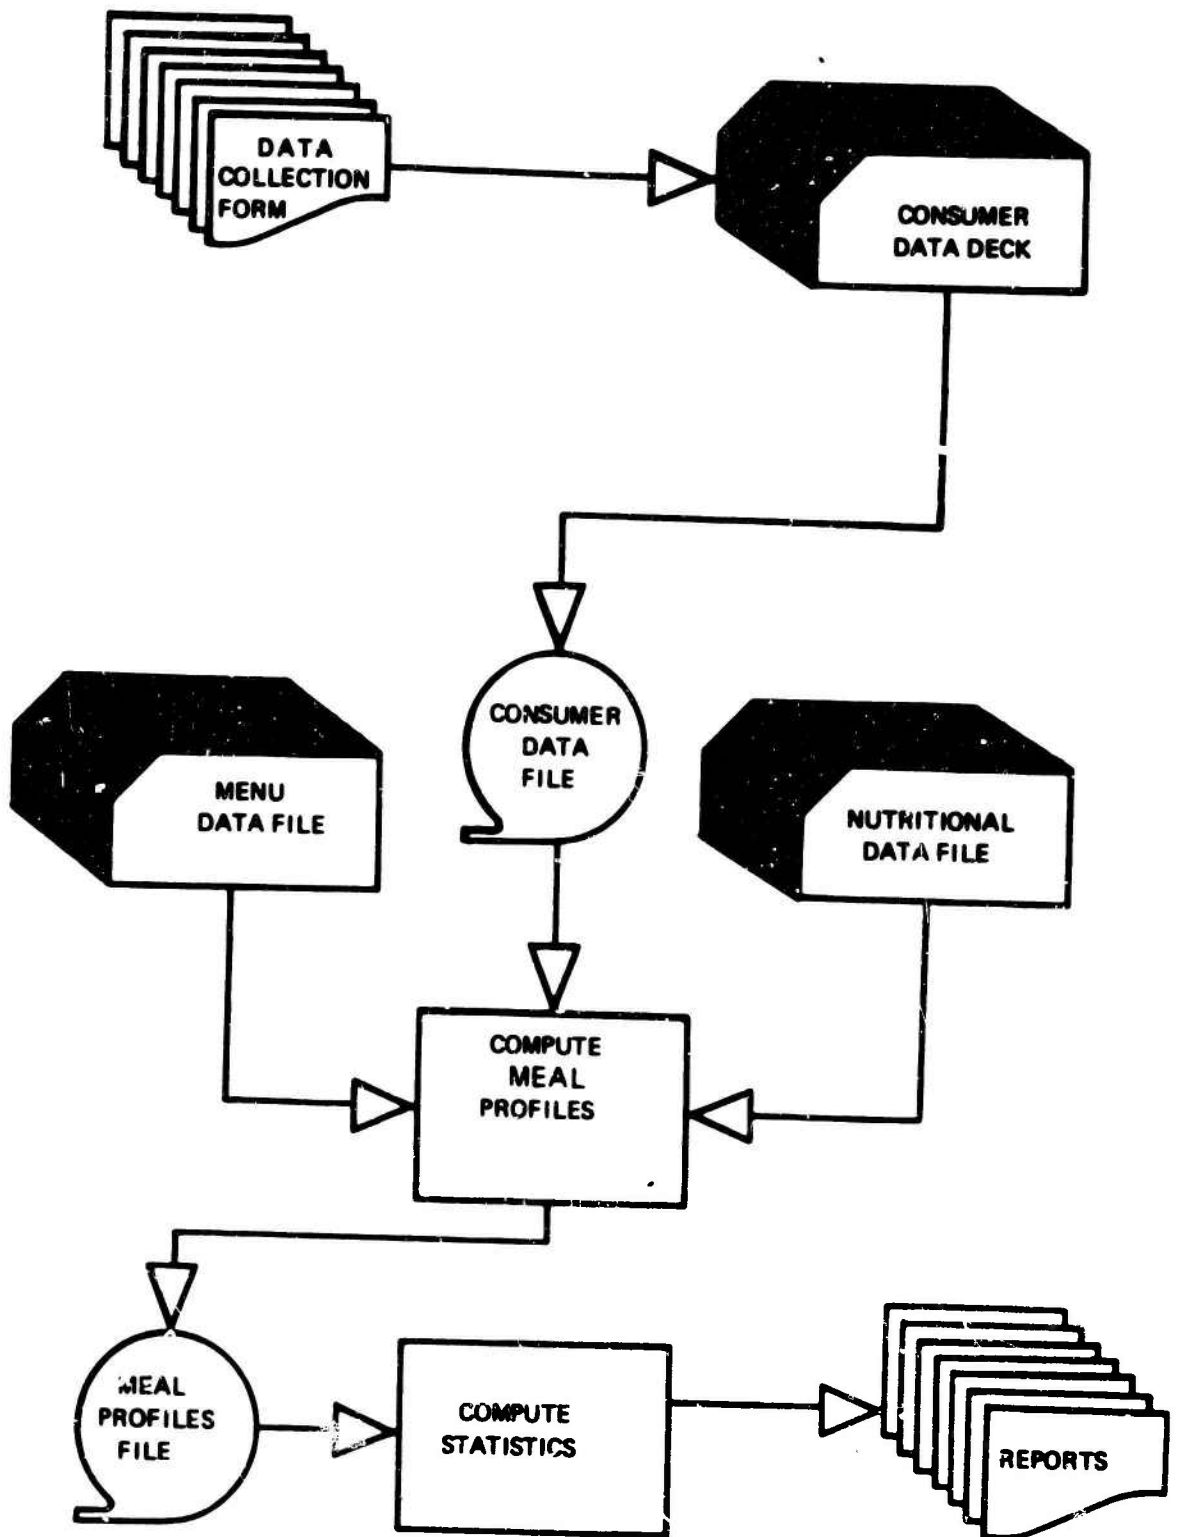 DATA
COLLECTION
FORM
CONSUMER
DATA DECK
CONSUMER
DATA
FILE
MENU
DATA FILE
NUTRITIONAL
DATA FILE
COMPUTE
MEAL
PROFILES
MEAL
PROFILES
FILE
COMPUTE
STATISTICS
REPORTS